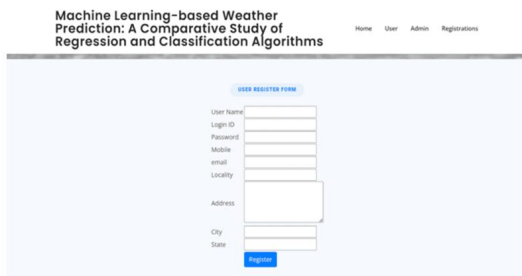 Machine Learning-based Weather
Prediction: A Comparative Study of
Regression and Classification Algorithms
Home User Admin Registrations
USER REGISTER FORM
User Name
Login ID
Password
Mobile
email
Locality
Address
City
State
Register